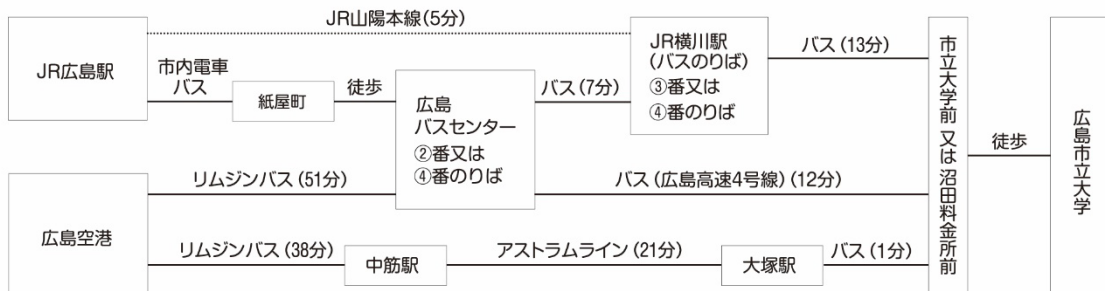 JR山陽本線(5分)
JR広島駅
市内電車
バス
紙屋町
徒歩
広島
バスセンター
②番又は
④番のりば
バス(7分)
JR横川駅
(バスのりば)
③番又は
④番のりば
バス(13分)
市立大学前 又は 沼田料金所前
徒歩
広島市立大学
広島空港
リムジンバス(51分)
バス(広島高速4号線)(12分)
リムジンバス(38分)
中筋駅
アストラムライン(21分)
大塚駅
バス(1分)